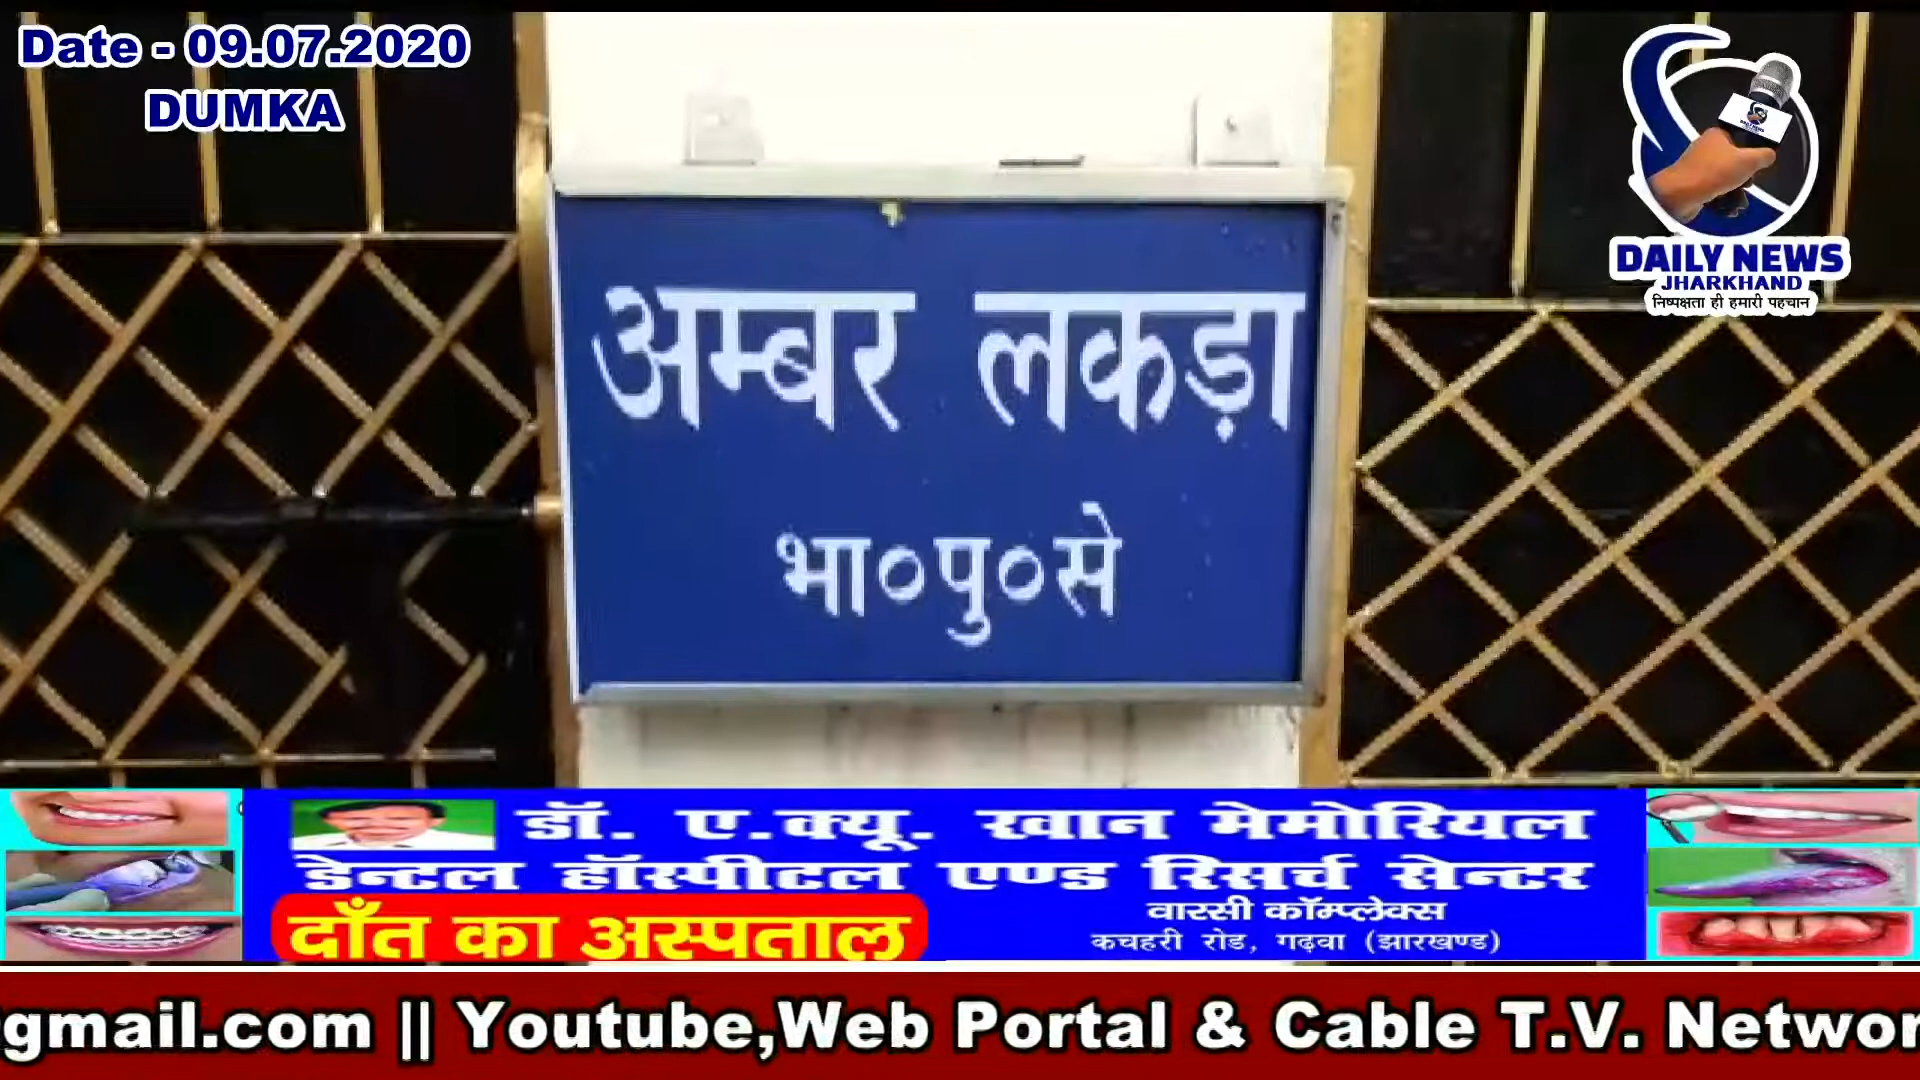 Date - 09.07.2020
DUMKA
DAILY NEWS
JHARKHAND
निष्पक्षता ही हमारी पहचान
अम्बर लकड़ा
भा०पु०से
डॉ. ए.क्यू. खान मेमोरियल
डेन्टल हॉस्पीटल एण्ड रिसर्च सेन्टर
दाँत का अस्पताल
वारसी कॉम्प्लेक्स
कचहरी रोड, गढ़वा (झारखण्ड)
gmail.com || Youtube,Web Portal & Cable T.V. Networ